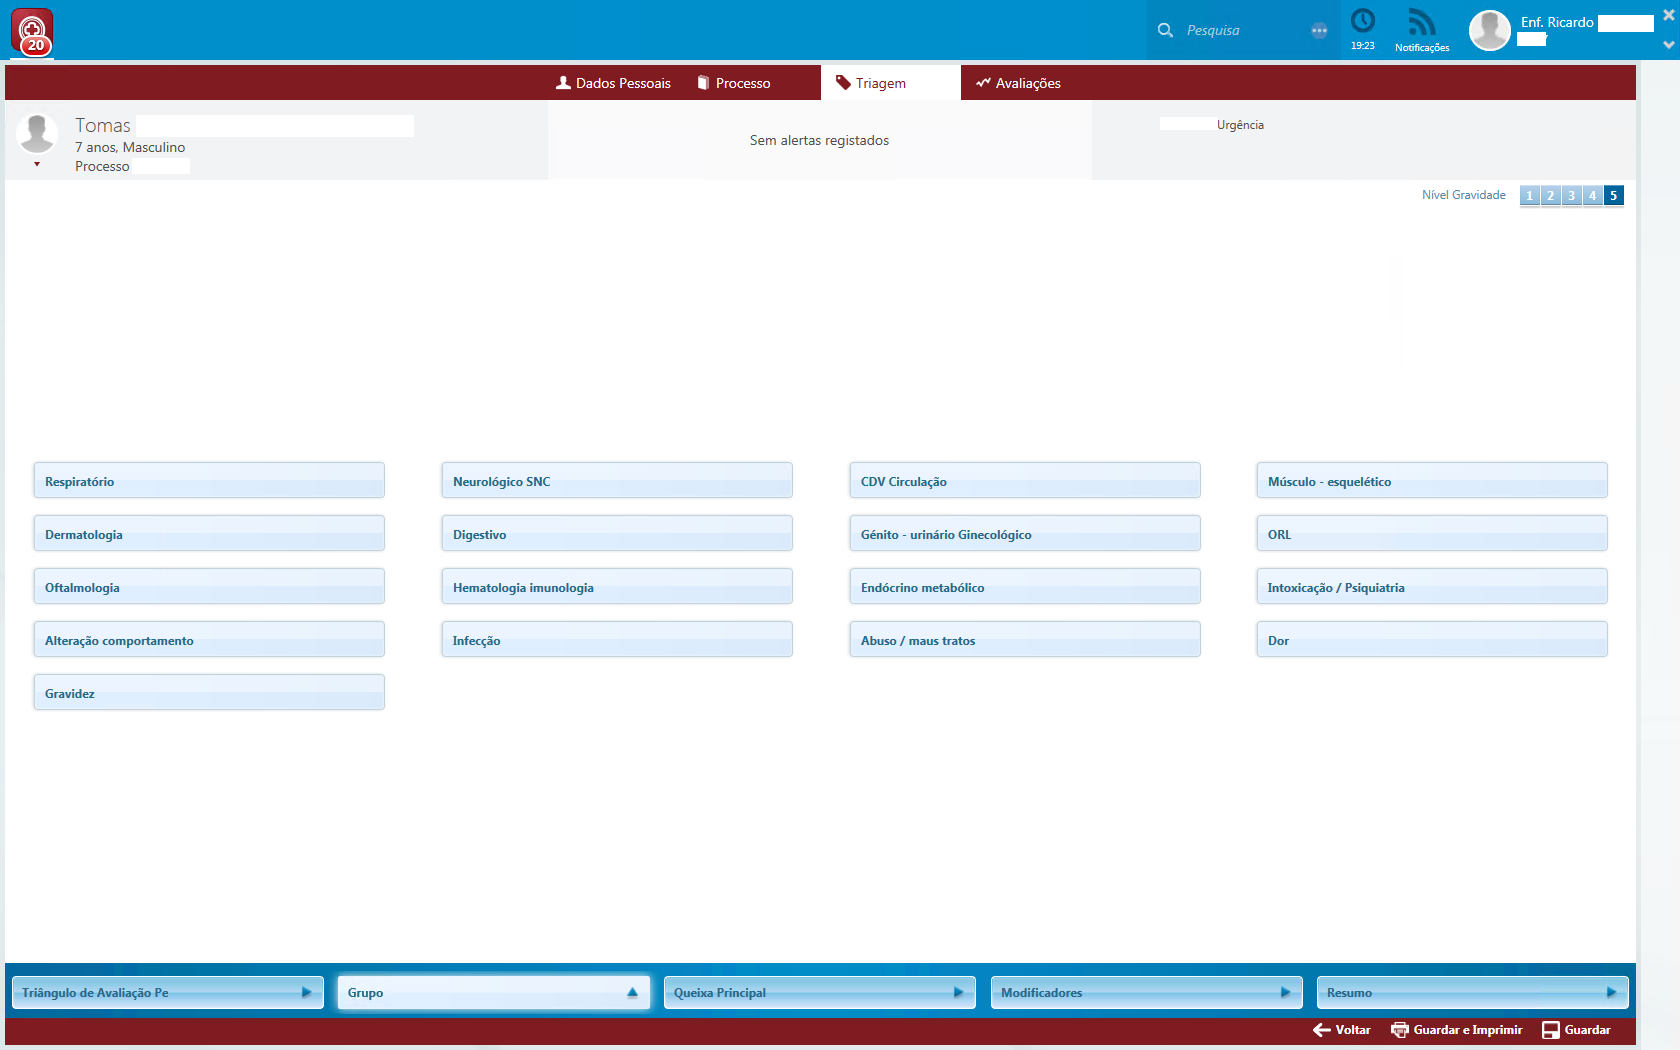 20
Pesquisa
19:23
Notificações
Enf. Ricardo
Dados Pessoais
Processo
Triagem
Avaliações
Tomas
7 anos, Masculino
Processo
Sem alertas registados
Urgência
Nível Gravidade 1 2 3 4 5
Respiratório
Neurológico SNC
CDV Circulação
Músculo - esquelético
Dermatologia
Digestivo
Génito - urinário Ginecológico
ORL
Oftalmologia
Hematologia imunologia
Endócrino metabólico
Intoxicação / Psiquiatria
Alteração comportamento
Infecção
Abuso / maus tratos
Dor
Gravidez
Triângulo de Avaliação Pe
Grupo
Queixa Principal
Modificadores
Resumo
Voltar
Guardar e Imprimir
Guardar